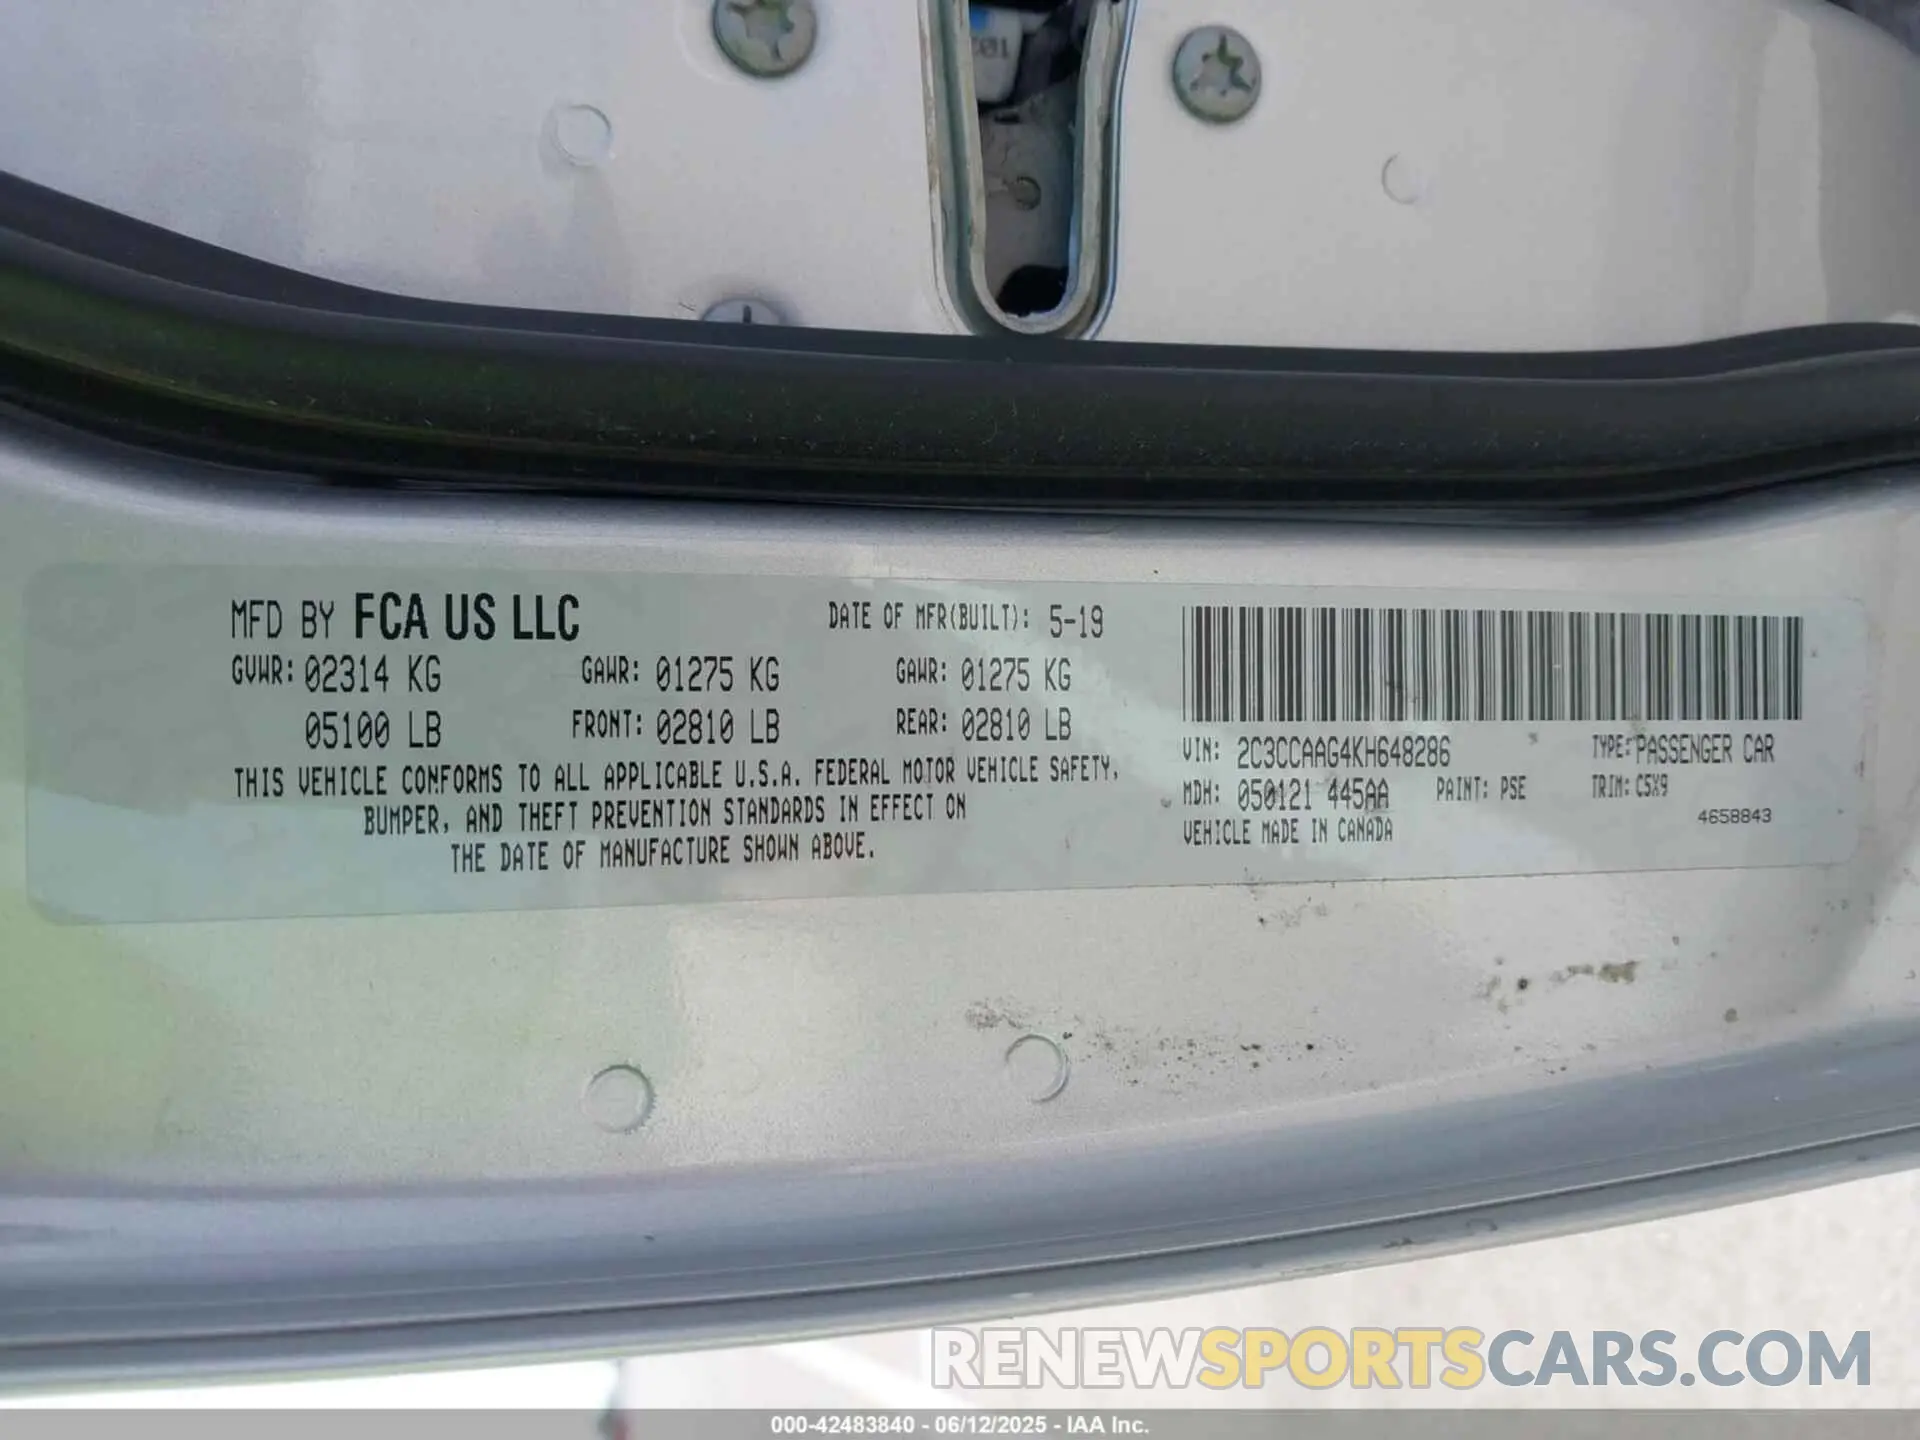 MFD BY FCA US LLC
DATE OF MFR(BUILT): 5-19
GVWR: 02314 KG GAWR: 01275 KG GAWR: 01275 KG
05100 LB FRONT: 02810 LB REAR: 02810 LB
THIS VEHICLE CONFORMS TO ALL APPLICABLE U.S.A. FEDERAL MOTOR VEHICLE SAFETY,
BUMPER, AND THEFT PREVENTION STANDARDS IN EFFECT ON
THE DATE OF MANUFACTURE SHOWN ABOVE.
VIN: 2C3CCAAG4KH648286 TYPE: PASSENGER CAR
MDH: 050121 445AA PAINT: PSE TRIM: C5X9
VEHICLE MADE IN CANADA 4658843
RENEWSPORTSCARS.COM
000-42483840 - 06/12/2025 - IAA Inc.